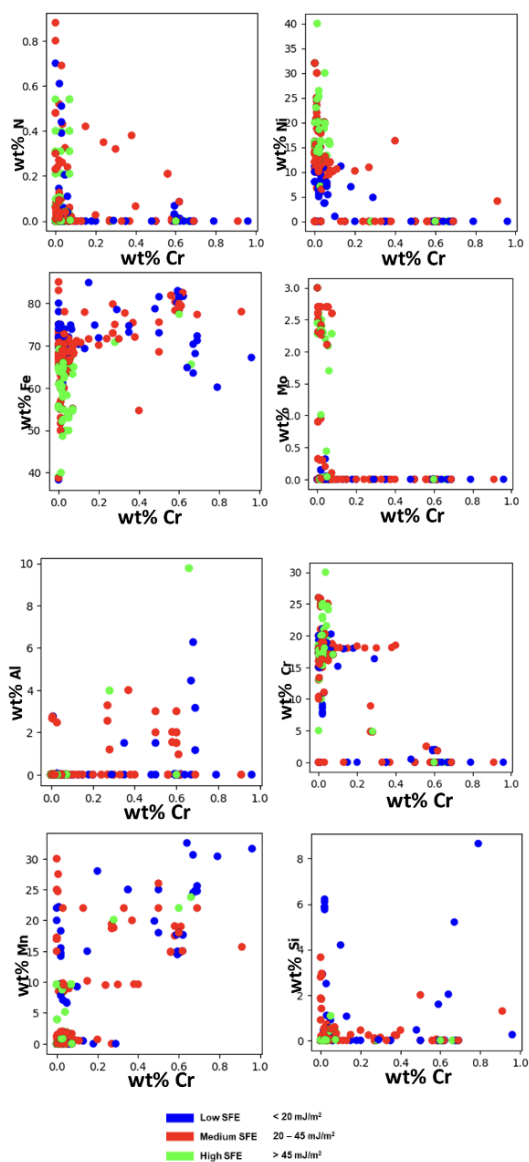 0.8
0.6
0.4
0.2
0.0
wt% N
0.0 0.2 0.4 0.6 0.8 1.0
wt% Cr
40
35
30
25
20
15
10
5
0
wt% Ni
0.0 0.2 0.4 0.6 0.8 1.0
wt% Cr
80
70
60
50
40
wt% Fe
0.0 0.2 0.4 0.6 0.8 1.0
wt% Cr
3.0
2.5
2.0
1.5
1.0
0.5
0.0
wt% Mo
0.0 0.2 0.4 0.6 0.8 1.0
wt% Cr
10
8
6
4
2
0
wt% Al
0.0 0.2 0.4 0.6 0.8 1.0
wt% Cr
30
25
20
15
10
5
0
wt% Cr
0.0 0.2 0.4 0.6 0.8 1.0
wt% Cr
30
25
20
15
10
5
0
wt% Mn
0.0 0.2 0.4 0.6 0.8 1.0
wt% Cr
8
6
4
2
0
wt% Si
0.0 0.2 0.4 0.6 0.8 1.0
wt% Cr
Low SFE < 20 mJ/m²
Medium SFE 20 – 45 mJ/m²
High SFE > 45 mJ/m²